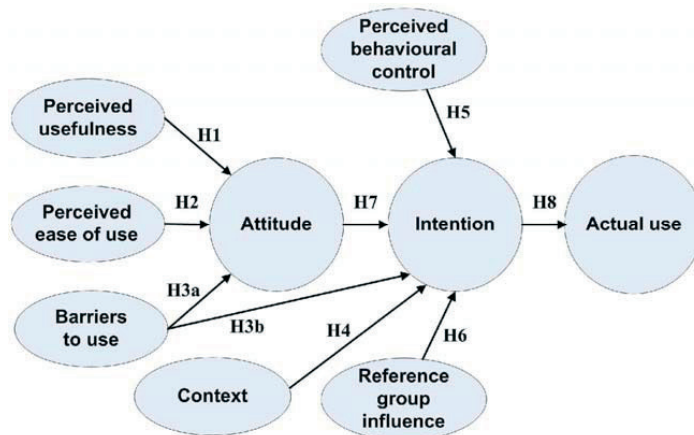 Perceived
behavioural
control
Perceived
usefulness
H1
H5
Perceived
ease of use
H2
Attitude
H7
Intention
H8
Actual use
H3a
Barriers
to use
H3b
H4
H6
Context
Reference
group
influence